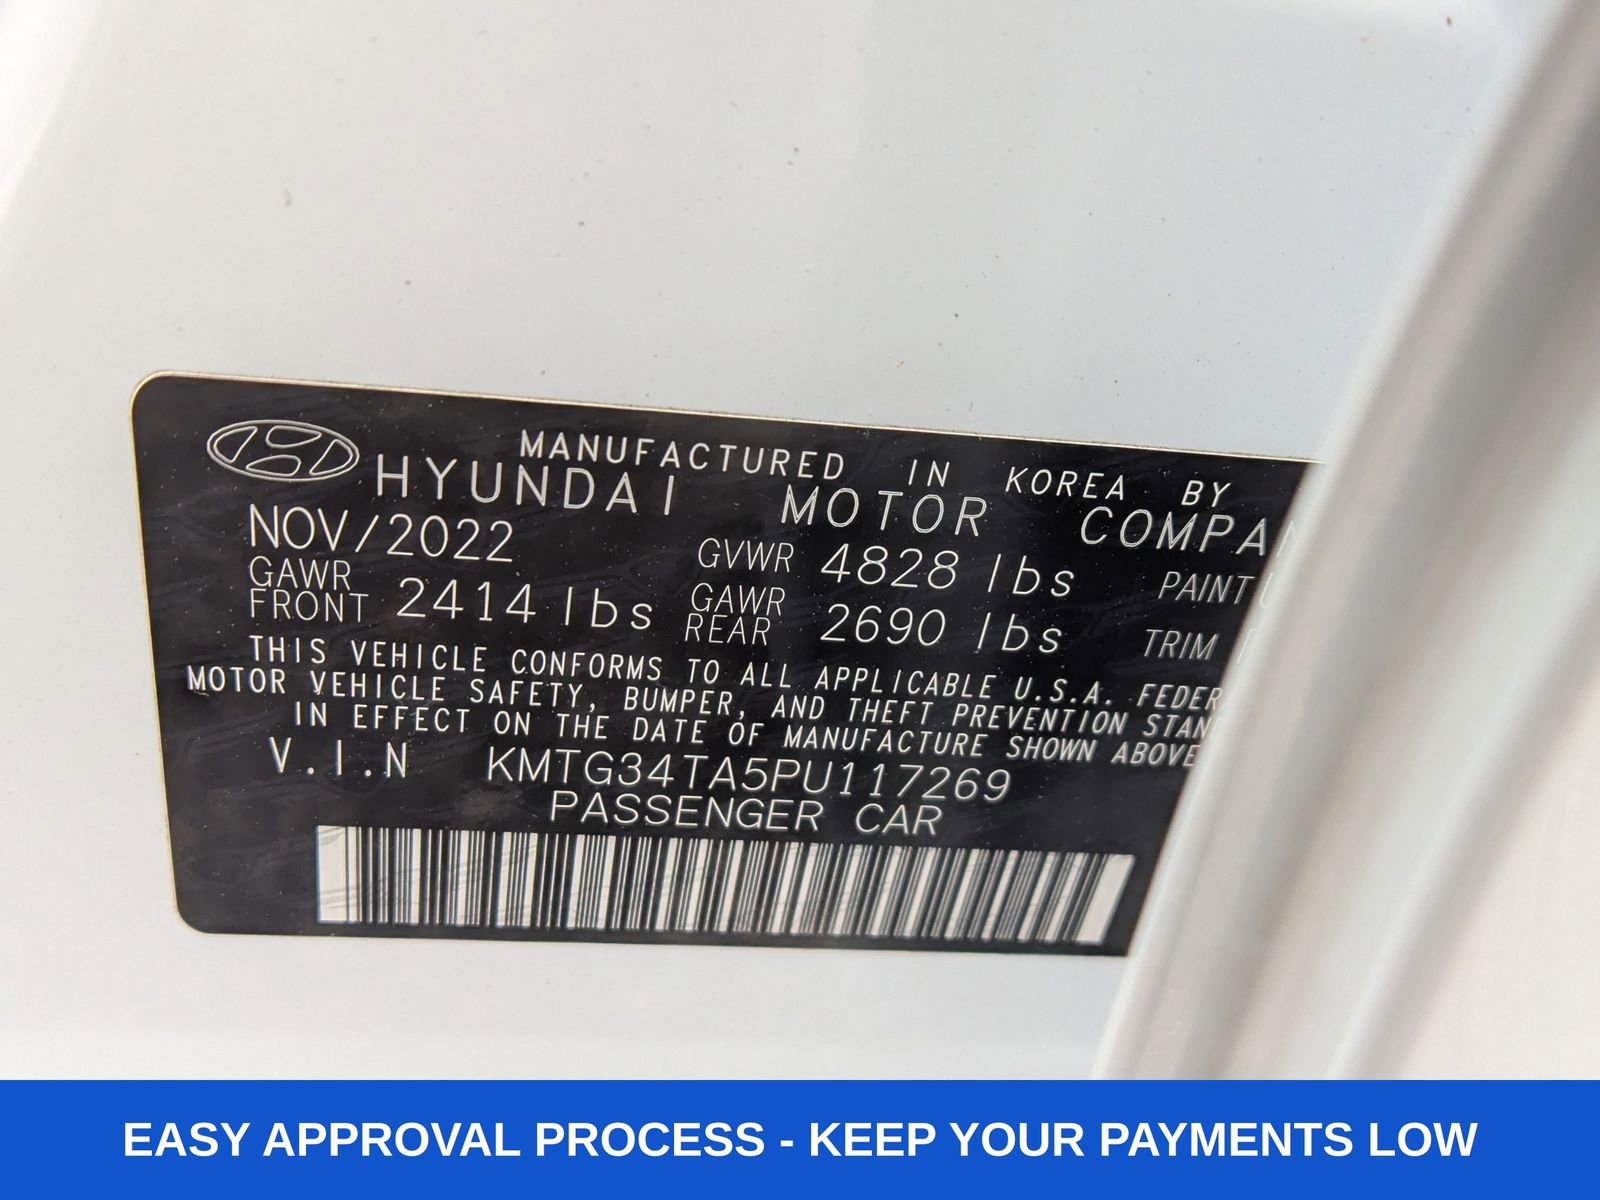 MANUFACTURED IN KOREA BY
HYUNDAI MOTOR
NOV/2022 GVWR 4828 lbs PAINT
GAWR FRONT 2414 lbs GAWR REAR 2690 lbs TRIM
THIS VEHICLE CONFORMS TO ALL APPLICABLE U.S.A.
MOTOR VEHICLE SAFETY, BUMPER, AND THEFT PREVENTION
IN EFFECT ON THE DATE OF MANUFACTURE SHOWN ABOVE
V.I.N KMTG34TA5PU117269
PASSENGER CAR
EASY APPROVAL PROCESS - KEEP YOUR PAYMENTS LOW